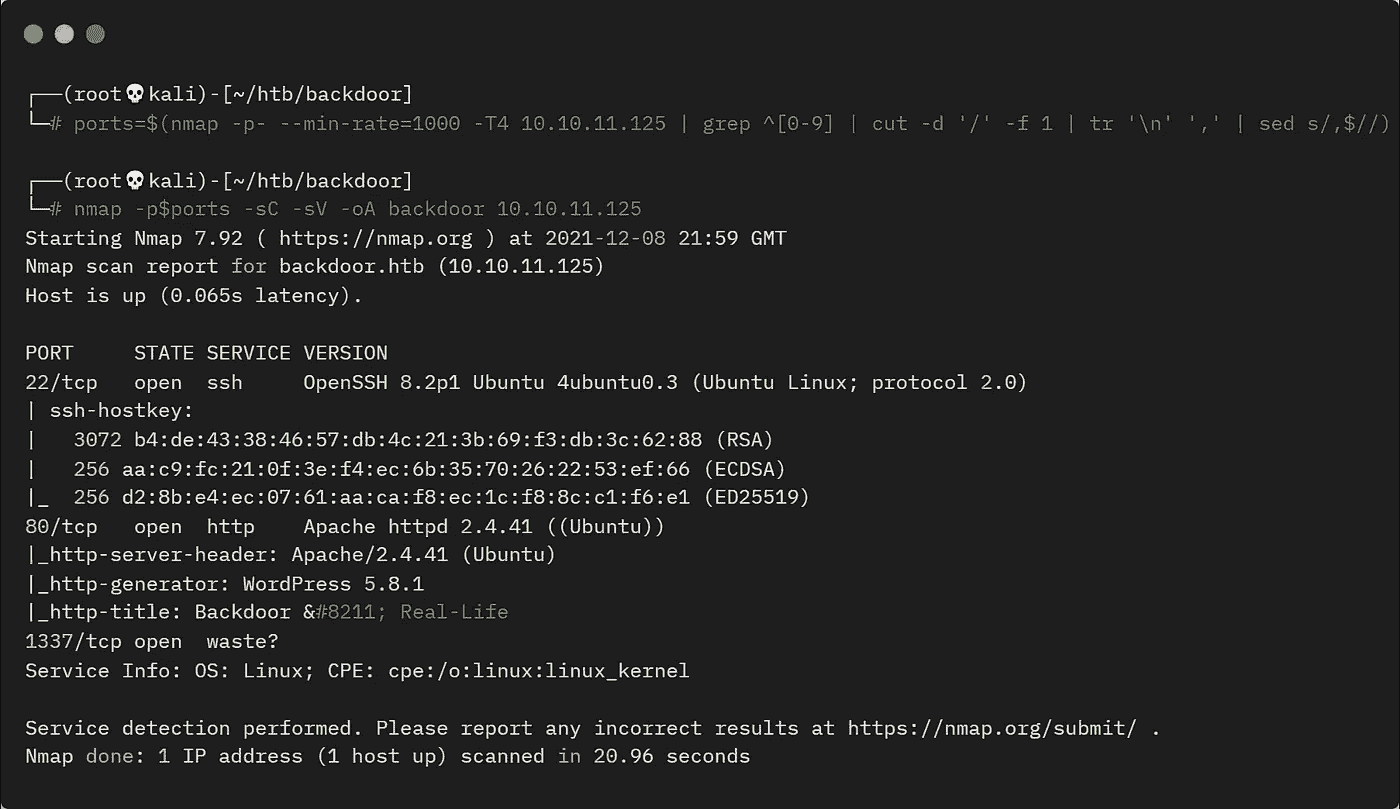 ┌──(root💀kali)-[~/htb/backdoor]
└─# ports=$(nmap -p- --min-rate=1000 -T4 10.10.11.125 | grep ^[0-9] | cut -d '/' -f 1 | tr '\n' ',' | sed s/,$//)
┌──(root💀kali)-[~/htb/backdoor]
└─# nmap -p$ports -sC -sV -oA backdoor 10.10.11.125
Starting Nmap 7.92 ( https://nmap.org ) at 2021-12-08 21:59 GMT
Nmap scan report for backdoor.htb (10.10.11.125)
Host is up (0.065s latency).
PORT     STATE SERVICE VERSION
22/tcp   open  ssh     OpenSSH 8.2p1 Ubuntu 4ubuntu0.3 (Ubuntu Linux; protocol 2.0)
| ssh-hostkey:
|   3072 b4:de:43:38:46:57:db:4c:21:3b:69:f3:db:3c:62:88 (RSA)
|   256 aa:c9:fc:21:0f:3e:f4:ec:6b:35:70:26:22:53:ef:66 (ECDSA)
|_  256 d2:8b:e4:ec:07:61:aa:ca:f8:ec:1c:f8:8c:c1:f6:e1 (ED25519)
80/tcp   open  http    Apache httpd 2.4.41 ((Ubuntu))
|_http-server-header: Apache/2.4.41 (Ubuntu)
|_http-generator: WordPress 5.8.1
|_http-title: Backdoor &#8211; Real-Life
1337/tcp open  waste?
Service Info: OS: Linux; CPE: cpe:/o:linux:linux_kernel
Service detection performed. Please report any incorrect results at https://nmap.org/submit/ .
Nmap done: 1 IP address (1 host up) scanned in 20.96 seconds